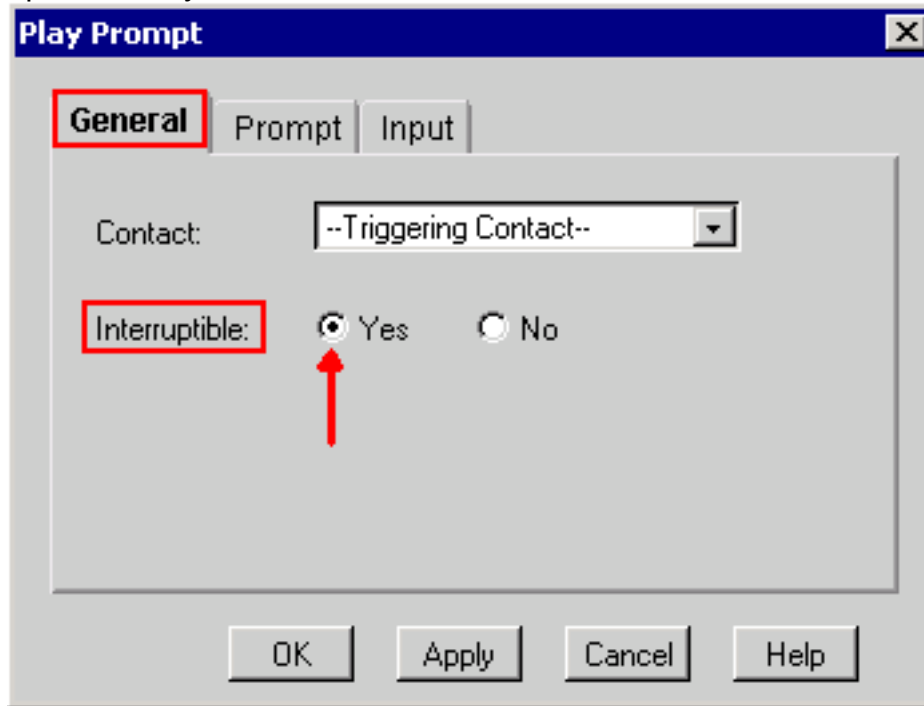 Play Prompt
General Prompt Input
Contact: --Triggering Contact--
Interruptible: Yes No
OK Apply Cancel Help